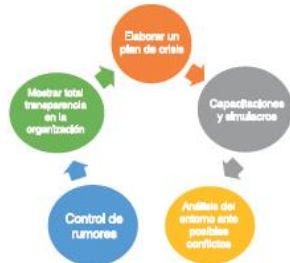 Elaborar un
plan de crisis
Capacitaciones
y simulacros
Análisis del
entorno ante
posibles
conflictos
Control de
rumores
Mostrar total
transparencia
en la
organización